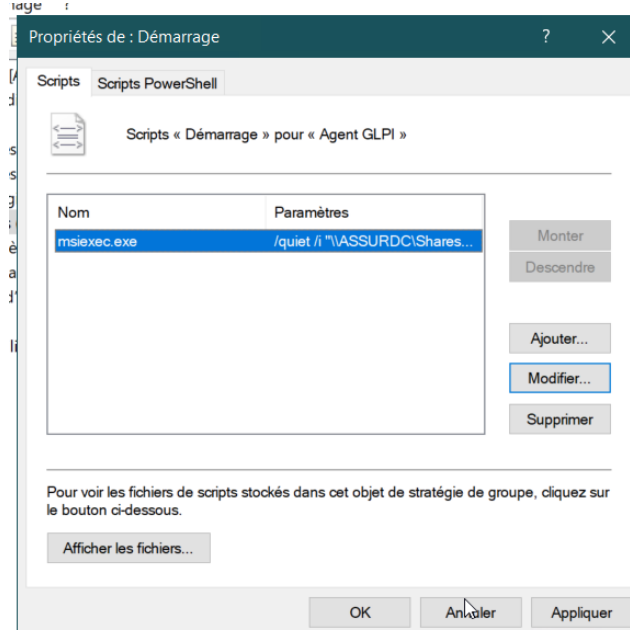 ?
Propriétés de : Démarrage ?
Scripts Scripts PowerShell
Scripts « Démarrage » pour « Agent GLPI »
Nom Paramètres
msiexec.exe /quiet /i "\\ASSURDC\Shares...
Monter
Descendre
Ajouter...
Modifier...
Supprimer
Pour voir les fichiers de scripts stockés dans cet objet de stratégie de groupe, cliquez sur
le bouton ci-dessous.
Afficher les fichiers...
OK Annuler Appliquer